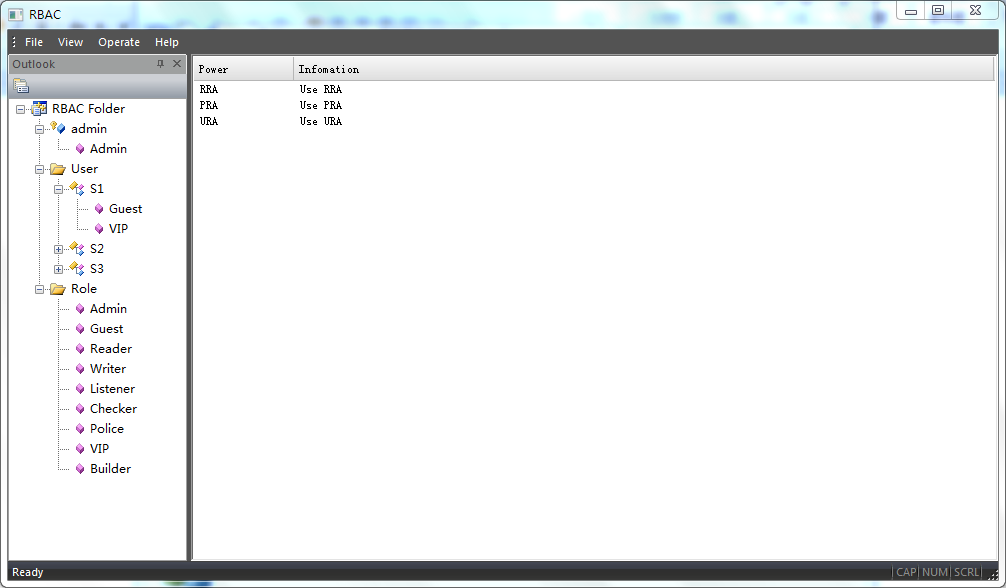 RBAC
File View Operate Help
Outlook
RBAC Folder
admin
Admin
User
S1
Guest
VIP
S2
S3
Role
Admin
Guest
Reader
Writer
Listener
Checker
Police
VIP
Builder
Power Infomation
RRA Use RRA
PRA Use PRA
URA Use URA
Ready CAP NUM SCRL